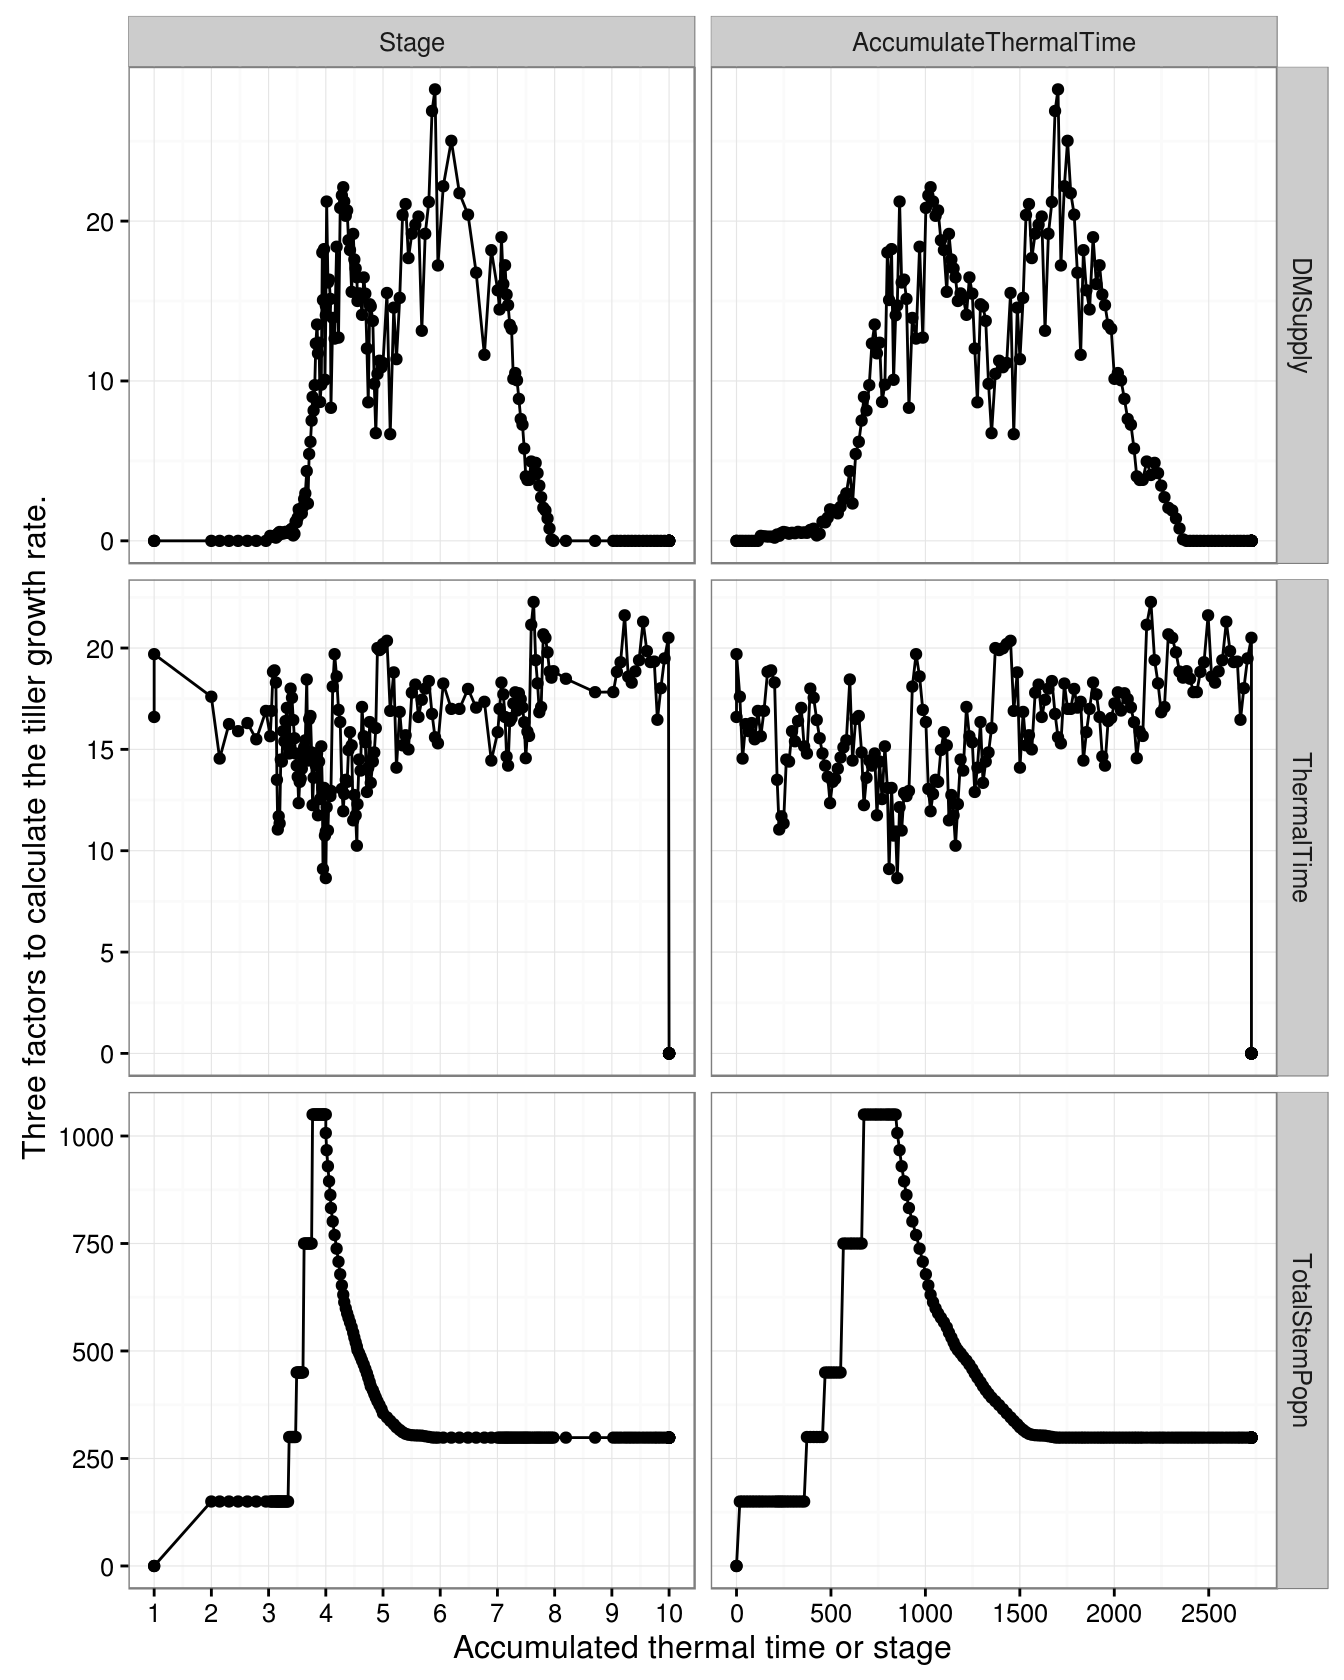 Stage
AccumulateThermalTime
Three factors to calculate the tiller growth rate.
20
10
0
DMSupply
20
15
10
5
0
ThermalTime
1000
750
500
250
0
TotalStemPopn
1 2 3 4 5 6 7 8 9 10
0 500 1000 1500 2000 2500
Accumulated thermal time or stage